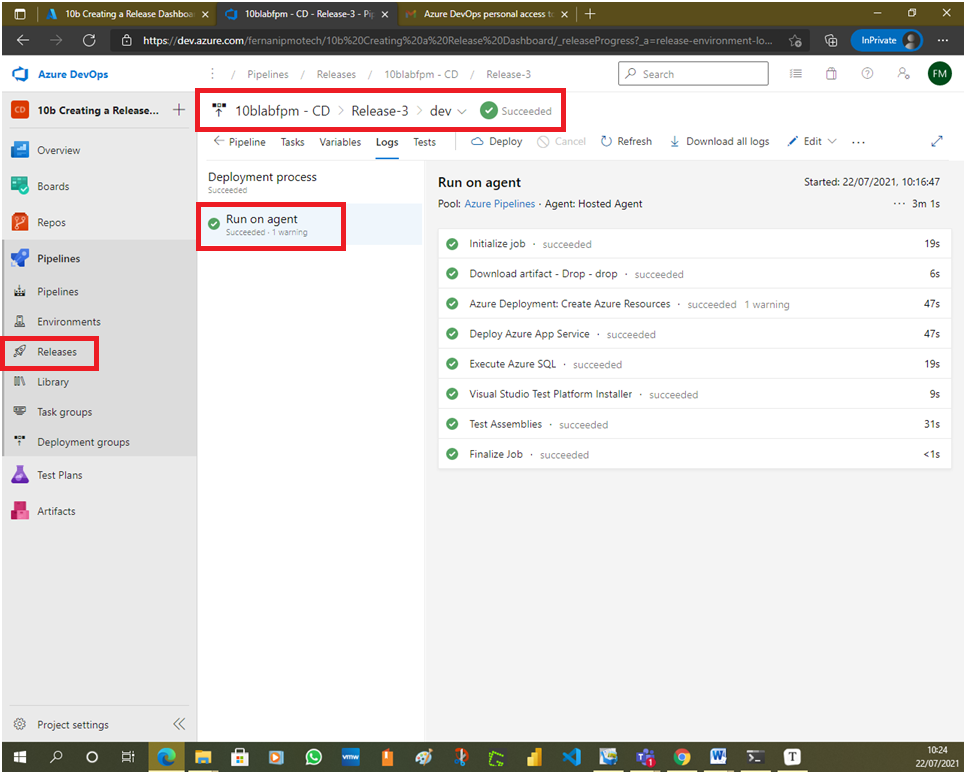 10b Creating a Release Dashboa
10blabfpm - CD - Release-3 - Pip
Azure DevOps personal access to
https://dev.azure.com/fernanipmotech/10b%20Creating%20a%20Release%20Dashboard/_releaseProgress?_a=release-environment-lo...
InPrivate
Azure DevOps
/ Pipelines / Releases / 10blabfpm - CD / Release-3
Search
FM
CD 10b Creating a Release...
Overview
Boards
Repos
Pipelines
Pipelines
Environments
Releases
Library
Task groups
Deployment groups
Test Plans
Artifacts
Project settings
10blabfpm - CD > Release-3 > dev Succeeded
Pipeline Tasks Variables Logs Tests Deploy Cancel Refresh Download all logs Edit ...
Deployment process
Succeeded
Run on agent
Succeeded · 1 warning
Run on agent
Started: 22/07/2021, 10:16:47
Pool: Azure Pipelines · Agent: Hosted Agent
... 3m 1s
Initialize job · succeeded 19s
Download artifact - Drop - drop · succeeded 6s
Azure Deployment: Create Azure Resources · succeeded 1 warning 47s
Deploy Azure App Service · succeeded 47s
Execute Azure SQL · succeeded 19s
Visual Studio Test Platform Installer · succeeded 9s
Test Assemblies · succeeded 31s
Finalize Job · succeeded <1s
vmw
1
W
T
10:24
22/07/2021